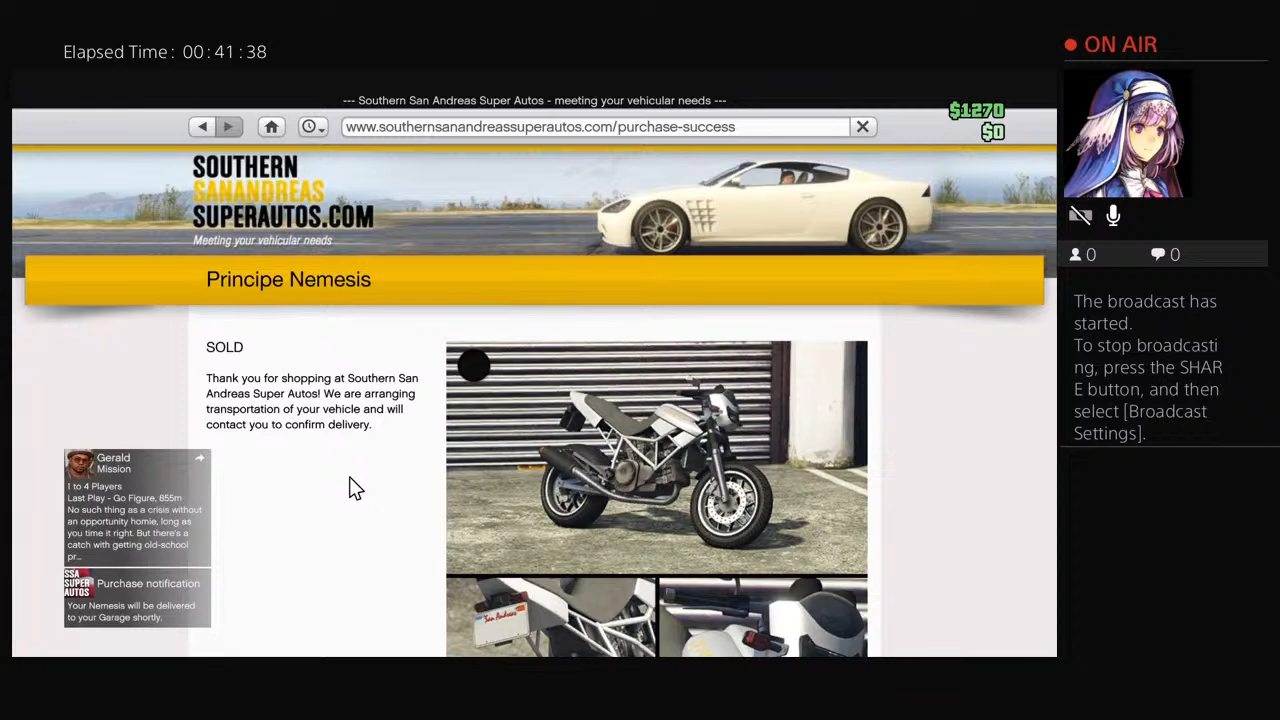 Elapsed Time: 00:41:38
ON AIR
--- Southern San Andreas Super Autos - meeting your vehicular needs ---
$1270
$0
www.southernsanandreassuperautos.com/purchase-success
SOUTHERN
SANANDREAS
SUPERAUTOS.COM
Meeting your vehicular needs
0
0
Principe Nemesis
The broadcast has
started.
To stop broadcasti
ng, press the SHAR
E button, and then
select [Broadcast
Settings].
SOLD
Thank you for shopping at Southern San
Andreas Super Autos! We are arranging
transportation of your vehicle and will
contact you to confirm delivery.
Gerald
Mission
1 to 4 Players
Last Play - Go Figure, 855m
No such thing as a crisis without
an opportunity homie, long as
you time it right. But there's a
catch with getting old-school
pr...
SSA
SUPER
AUTOS
Purchase notification
Your Nemesis will be delivered
to your Garage shortly.
San Andreas